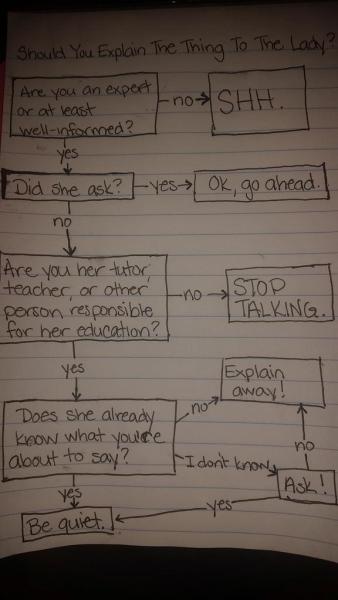 Should You Explain The Thing To The Lady?
Are you an expert
or at least
well-informed?
no
SHH.
yes
Did she ask?
yes
Ok, go ahead.
no
Are you her tutor,
teacher, or other
person responsible
for her education?
no
STOP
TALKING.
yes
Explain
away!
Does she already
know what you're
about to say?
no
I don't know
no
Ask!
yes
yes
Be quiet.